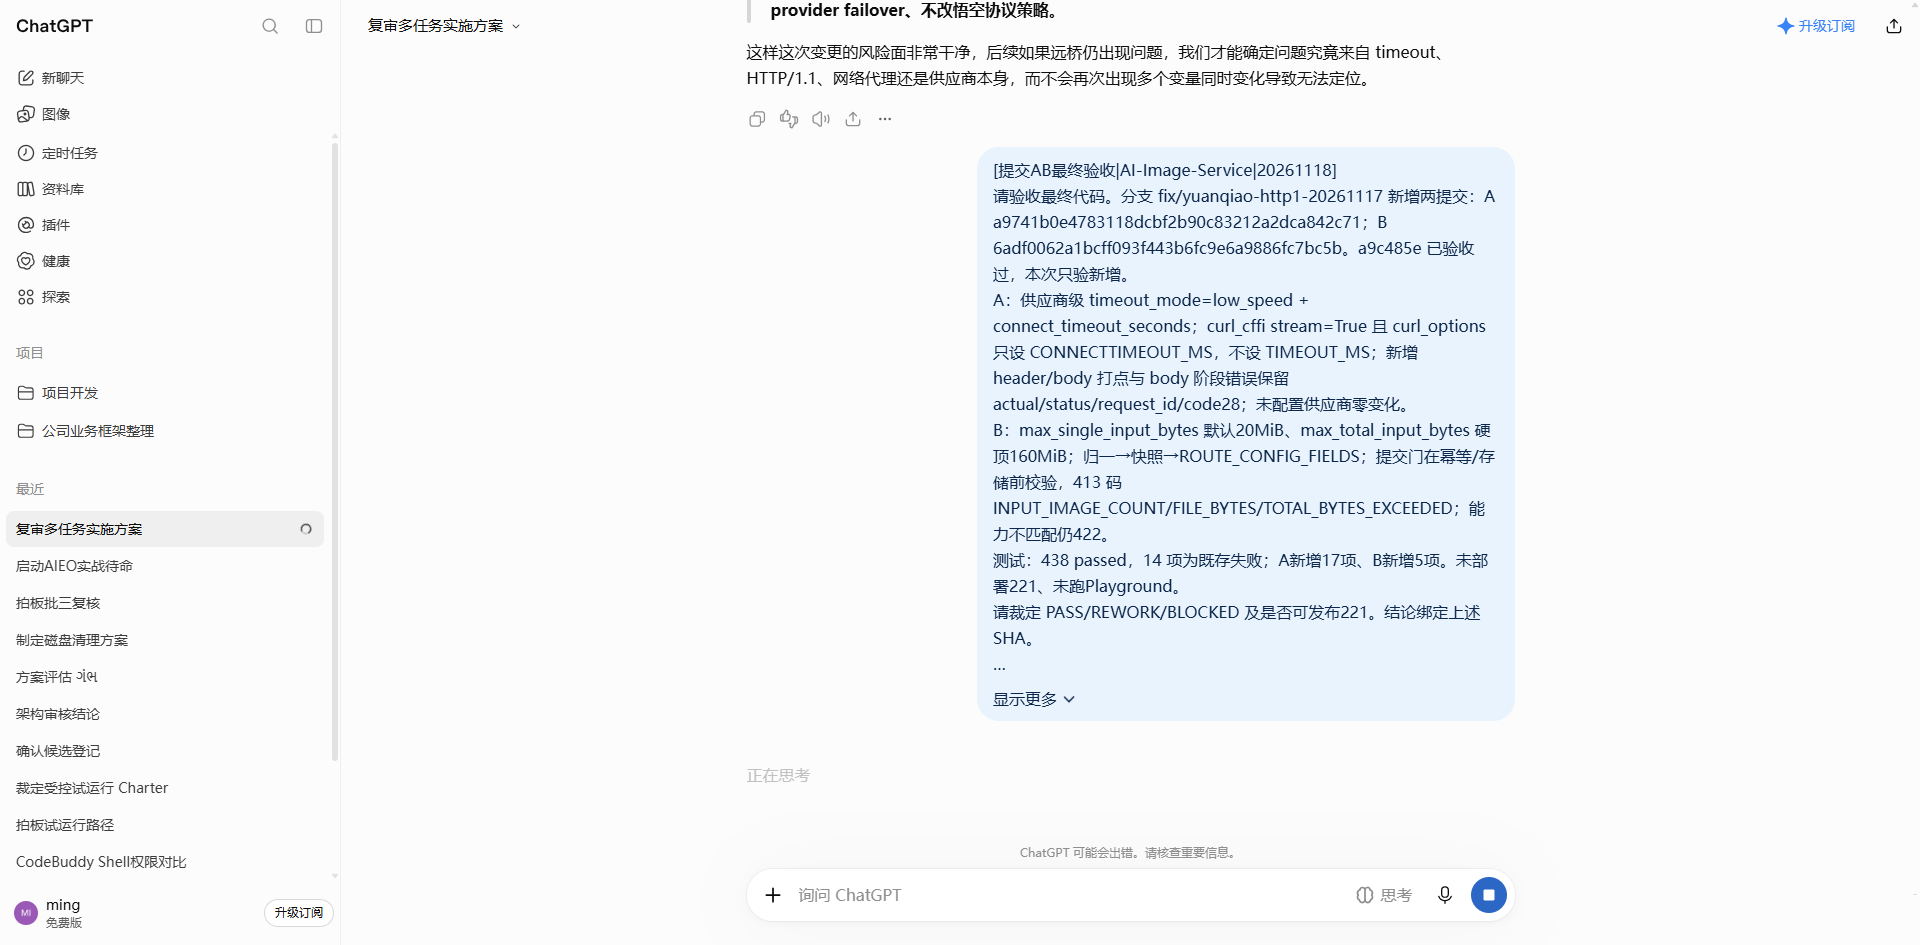 ChatGPT
新聊天
图像
定时任务
资料库
插件
健康
探索
项目
项目开发
公司业务框架整理
最近
复审多任务实施方案
启动AIEO实战待命
拍板批三复核
制定磁盘清理方案
方案评估
架构审核结论
确认候选登记
裁定受控试运行 Charter
拍板试运行路径
CodeBuddy Shell权限对比
MI
ming
免费版
升级订阅
复审多任务实施方案
升级订阅
provider failover、不改悟空协议策略。
这样这次变更的风险面非常干净，后续如果远桥仍出现问题，我们才能确定问题究竟来自 timeout、
HTTP/1.1、网络代理还是供应商本身，而不会再次出现多个变量同时变化导致无法定位。
[提交AB最终验收|AI-Image-Service|20261118]
请验收最终代码。分支 fix/yuanqiao-http1-20261117 新增两提交：A
a9741b0e4783118dcbf2b90c83212a2dca842c71；B
6adf0062a1bcff093f443b6fc9e6a9886fc7bc5b。a9c485e 已验收
过，本次只验新增。
A：供应商级 timeout_mode=low_speed +
connect_timeout_seconds；curl_cffi stream=True 且 curl_options
只设 CONNECTTIMEOUT_MS，不设 TIMEOUT_MS；新增
header/body 打点与 body 阶段错误保留
actual/status/request_id/code28；未配置供应商零变化。
B：max_single_input_bytes 默认20MiB、max_total_input_bytes 硬
顶160MiB；归一→快照→ROUTE_CONFIG_FIELDS；提交门在幂等/存
储前校验，413 码
INPUT_IMAGE_COUNT/FILE_BYTES/TOTAL_BYTES_EXCEEDED；能
力不匹配仍422。
测试：438 passed，14 项为既存失败；A新增17项、B新增5项。未部
署221、未跑Playground。
请裁定 PASS/REWORK/BLOCKED 及是否可发布221。结论绑定上述
SHA。
...
显示更多
正在思考
ChatGPT 可能会出错。请核查重要信息。
询问 ChatGPT
思考